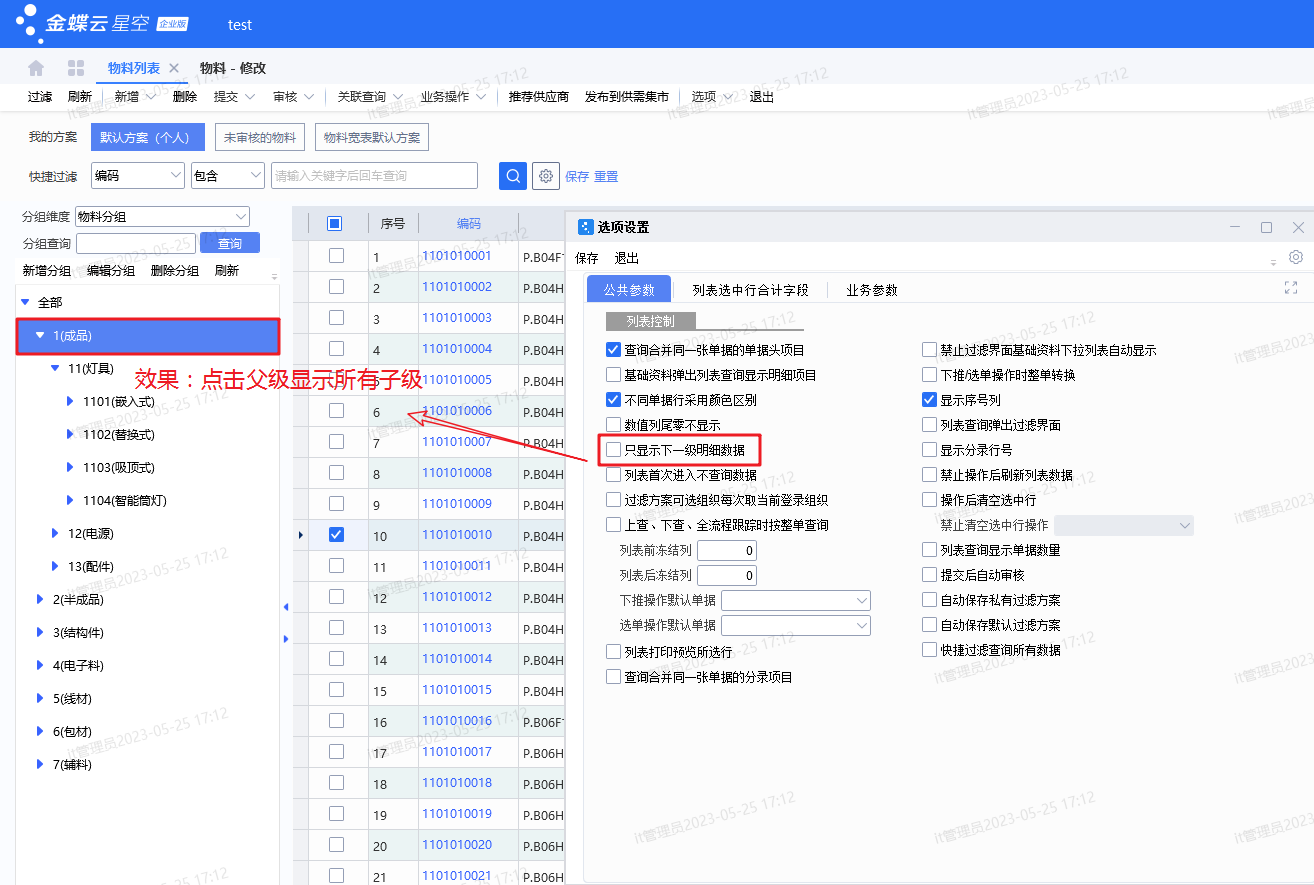 金蝶云 星空 企业版 test
物料列表 物料 - 修改
过滤 刷新 新增 删除 提交 审核 关联查询 业务操作 推荐供应商 发布到供需集市 选项 退出
我的方案 默认方案（个人） 未审核的物料 物料宽表默认方案
快捷过滤 编码 包含 请输入关键字后回车查询 保存 重置
分组维度 物料分组
分组查询 查询
新增分组 编辑分组 删除分组 刷新
全部
1(成品)
11(灯具)
1101(嵌入式)
1102(替换式)
1103(吸顶式)
1104(智能筒灯)
12(电源)
13(配件)
2(半成品)
3(结构件)
4(电子料)
5(线材)
6(包材)
7(辅料)
效果：点击父级显示所有子级
序号 编码
1 1101010001 P.B04F
2 1101010002 P.B04H
3 1101010003 P.B04H
4 1101010004 P.B04H
5 1101010005 P.B04H
6 1101010006 P.B04H
7 1101010007 P.B04H
8 1101010008 P.B04H
9 1101010009 P.B04H
10 1101010010 P.B04H
11 1101010011 P.B04H
12 1101010012 P.B04H
13 1101010013 P.B04H
14 1101010014 P.B04H
15 1101010015 P.B04H
16 1101010016 P.B06F
17 1101010017 P.B06H
18 1101010018 P.B06H
19 1101010019 P.B06H
20 1101010020 P.B06H
21 1101010021 P.B06H
选项设置
保存 退出
公共参数 列表选中行合计字段 业务参数
列表控制
查询合并同一张单据的单据头项目
基础资料弹出列表查询显示明细项目
不同单据行采用颜色区别
数值列尾零不显示
只显示下一级明细数据
列表首次进入不查询数据
过滤方案可选组织每次取当前登录组织
上查、下查、全流程跟踪时按整单查询
列表前冻结列 0
列表后冻结列 0
下推操作默认单据
选单操作默认单据
列表打印预览所选行
查询合并同一张单据的分录项目
禁止过滤界面基础资料下拉列表自动显示
下推/选单操作时整单转换
显示序号列
列表查询弹出过滤界面
显示分录行号
禁止操作后刷新列表数据
操作后清空选中行
禁止清空选中行操作
列表查询显示单据数量
提交后自动审核
自动保存私有过滤方案
自动保存默认过滤方案
快捷过滤查询所有数据
it管理员2023-05-25 17:12